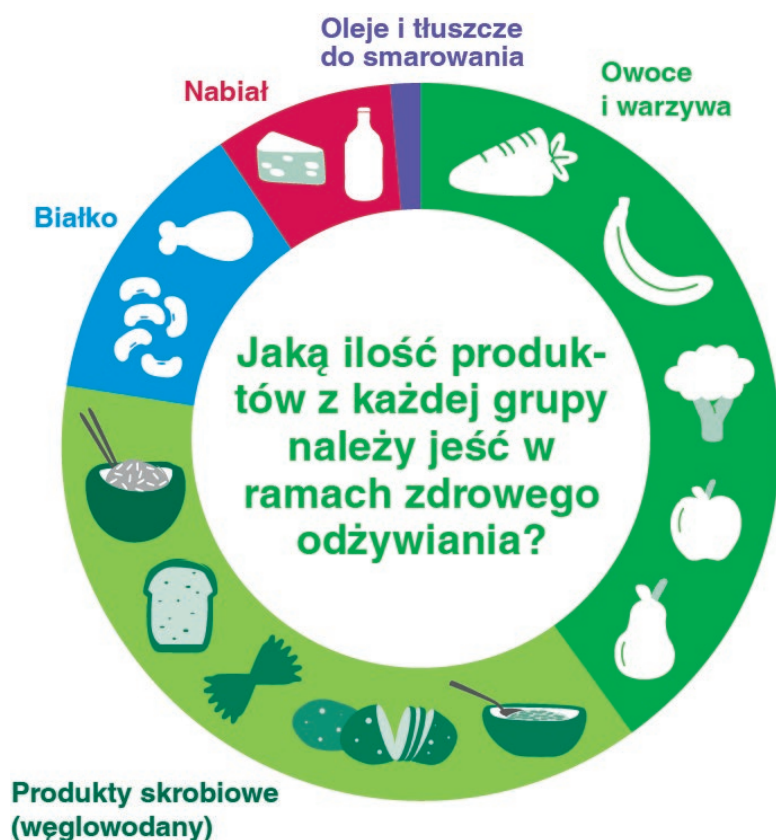 Oleje i tłuszcze
do smarowania
Owoce
i warzywa
Nabiał
Białko
Jaką ilość produk-
tów z każdej grupy
należy jeść w
ramach zdrowego
odżywiania?
Produkty skrobiowe
(węglowodany)